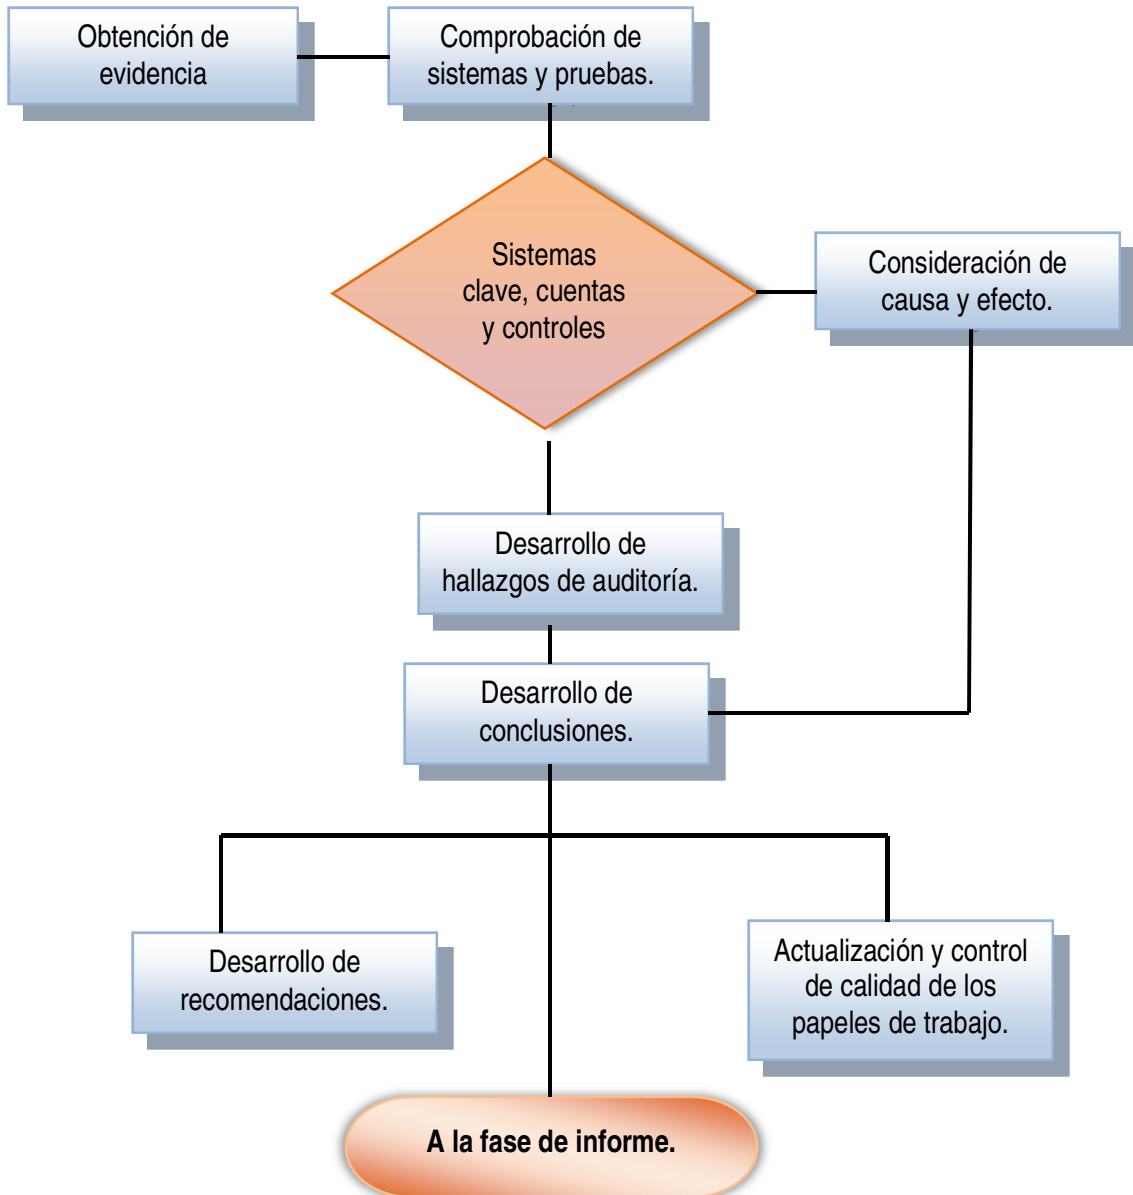 Obtención de
evidencia
Comprobación de
sistemas y pruebas.
Sistemas
clave, cuentas
y controles
Consideración de
causa y efecto.
Desarrollo de
hallazgos de auditoría.
Desarrollo de
conclusiones.
Desarrollo de
recomendaciones.
Actualización y control
de calidad de los
papeles de trabajo.
A la fase de informe.